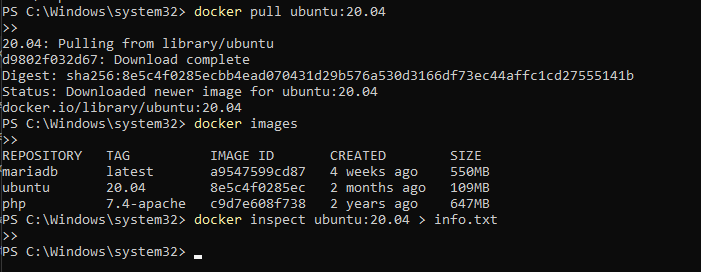 PS C:\Windows\system32> docker pull ubuntu:20.04
>>
20.04: Pulling from library/ubuntu
d9802f032d67: Download complete
Digest: sha256:8e5c4f0285ecbb4ead070431d29b576a530d3166df73ec44affc1cd27555141b
Status: Downloaded newer image for ubuntu:20.04
docker.io/library/ubuntu:20.04
PS C:\Windows\system32> docker images
>>
REPOSITORY   TAG          IMAGE ID       CREATED        SIZE
mariadb      latest       a9547599cd87   4 weeks ago    550MB
ubuntu       20.04        8e5c4f0285ec   2 months ago   109MB
php          7.4-apache   c9d7e608f738   2 years ago    647MB
PS C:\Windows\system32> docker inspect ubuntu:20.04 > info.txt
>>
PS C:\Windows\system32>